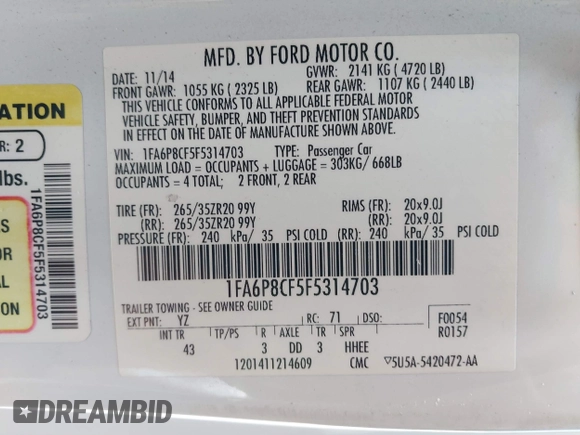 MFD. BY FORD MOTOR CO.
DATE: 11/14 GVWR: 2141 KG ( 4720 LB)
FRONT GAWR: 1055 KG ( 2325 LB) REAR GAWR: 1107 KG ( 2440 LB)
THIS VEHICLE CONFORMS TO ALL APPLICABLE FEDERAL MOTOR
VEHICLE SAFETY, BUMPER, AND THEFT PREVENTION STANDARDS
IN EFFECT ON THE DATE OF MANUFACTURE SHOWN ABOVE.
VIN: 1FA6P8CF5F5314703 TYPE: Passenger Car
MAXIMUM LOAD = OCCUPANTS + LUGGAGE = 303KG/ 668LB
OCCUPANTS = 4 TOTAL; 2 FRONT, 2 REAR
TIRE (FR): 265/35ZR20 99Y RIMS (FR): 20x9.0J
(RR): 265/35ZR20 99Y (RR): 20x9.0J
PRESSURE (FR): 240 kPa/ 35 PSI COLD (RR): 240 kPa/ 35 PSI COLD
1FA6P8CF5F5314703
TRAILER TOWING - SEE OWNER GUIDE
EXT PNT: YZ RC: 71 DSO: F0054
R0157
INT TR TP/PS R AXLE TR SPR
43 3 DD 3 HHEE
1201411214609 CMC ▽5U5A-5420472-AA
ATION
R: 2
lbs.
S
OR
AL
ION
1FA6P8CF5F5314703
DREAMBID